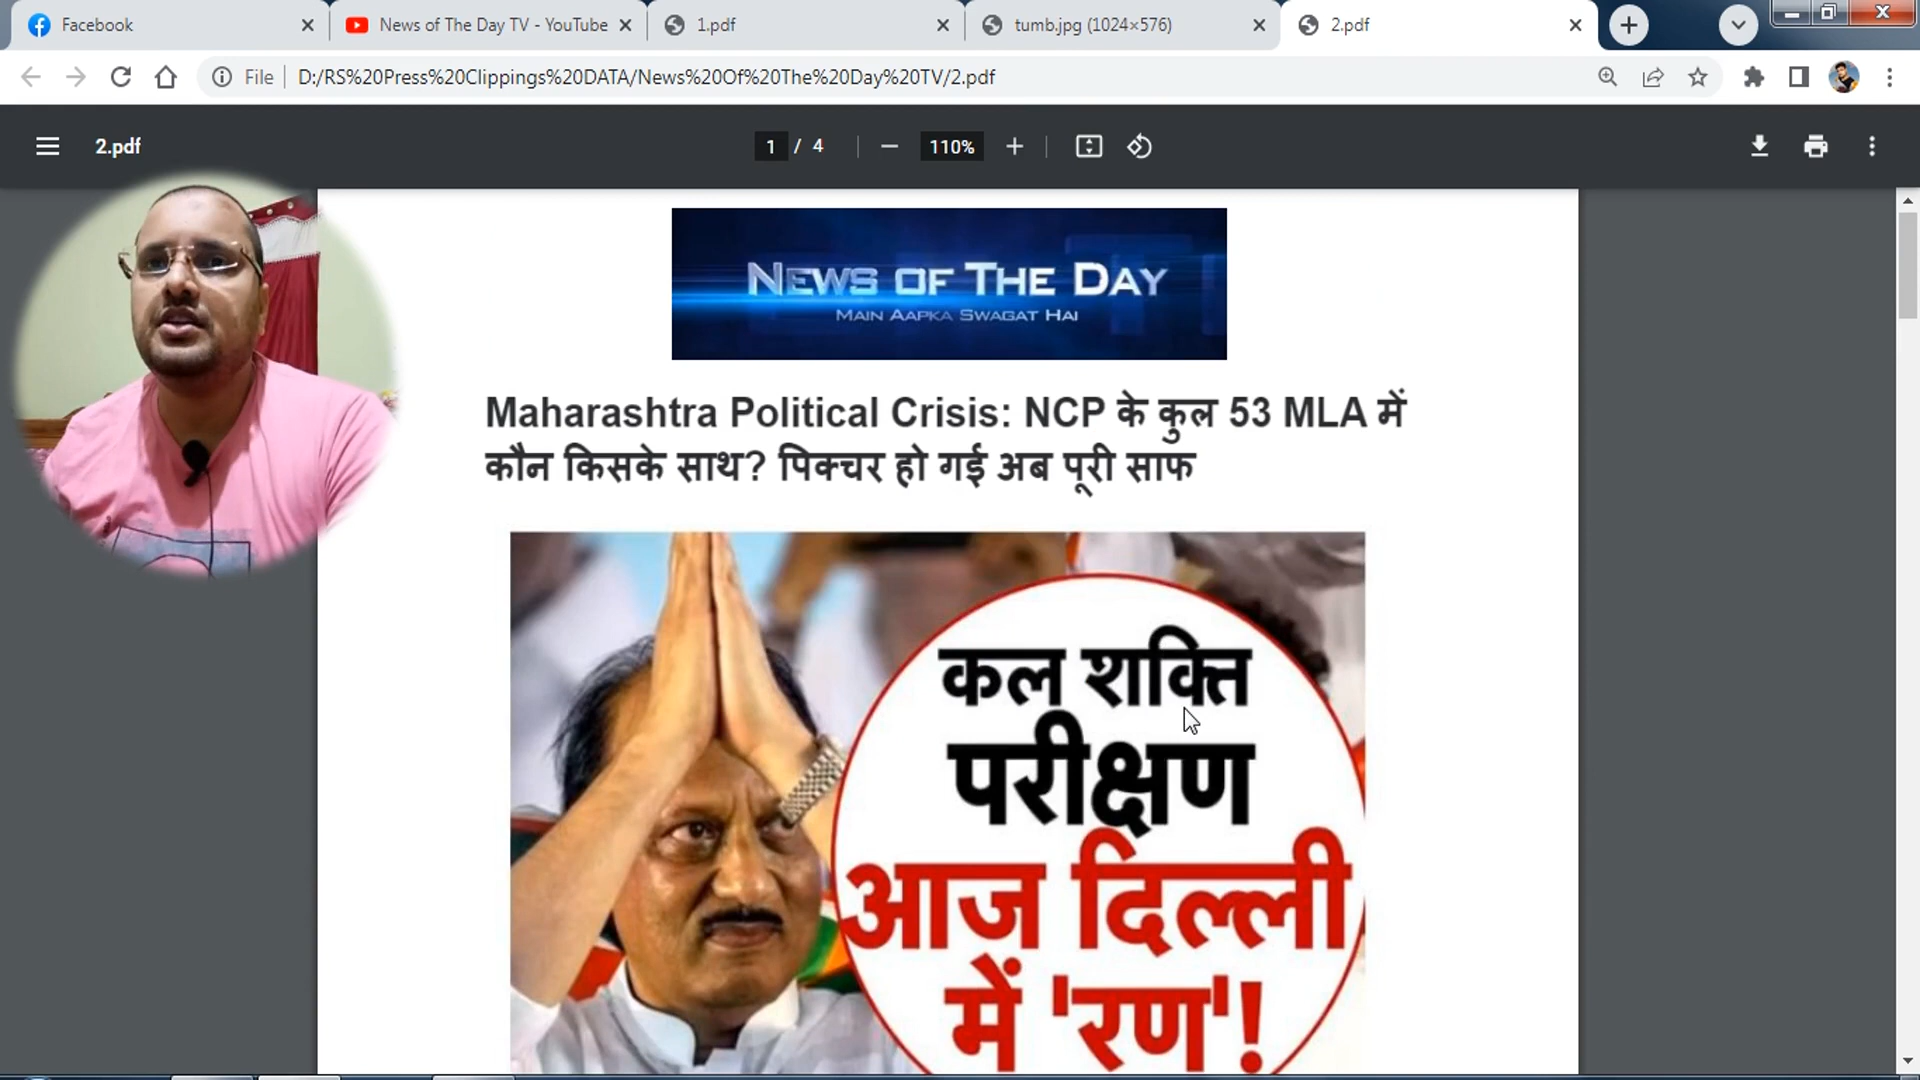 Facebook
News of The Day TV - YouTube
1.pdf
tumb.jpg (1024×576)
2.pdf
File
D:/RS%20Press%20Clippings%20DATA/News%20Of%20The%20Day%20TV/2.pdf
2.pdf
1 / 4
110%
NEWS OF THE DAY
MAIN AAPKA SWAGAT HAI
Maharashtra Political Crisis: NCP के कुल 53 MLA में
कौन किसके साथ? पिक्चर हो गई अब पूरी साफ
कल शक्ति
परीक्षण
आज दिल्ली
में 'रण'!